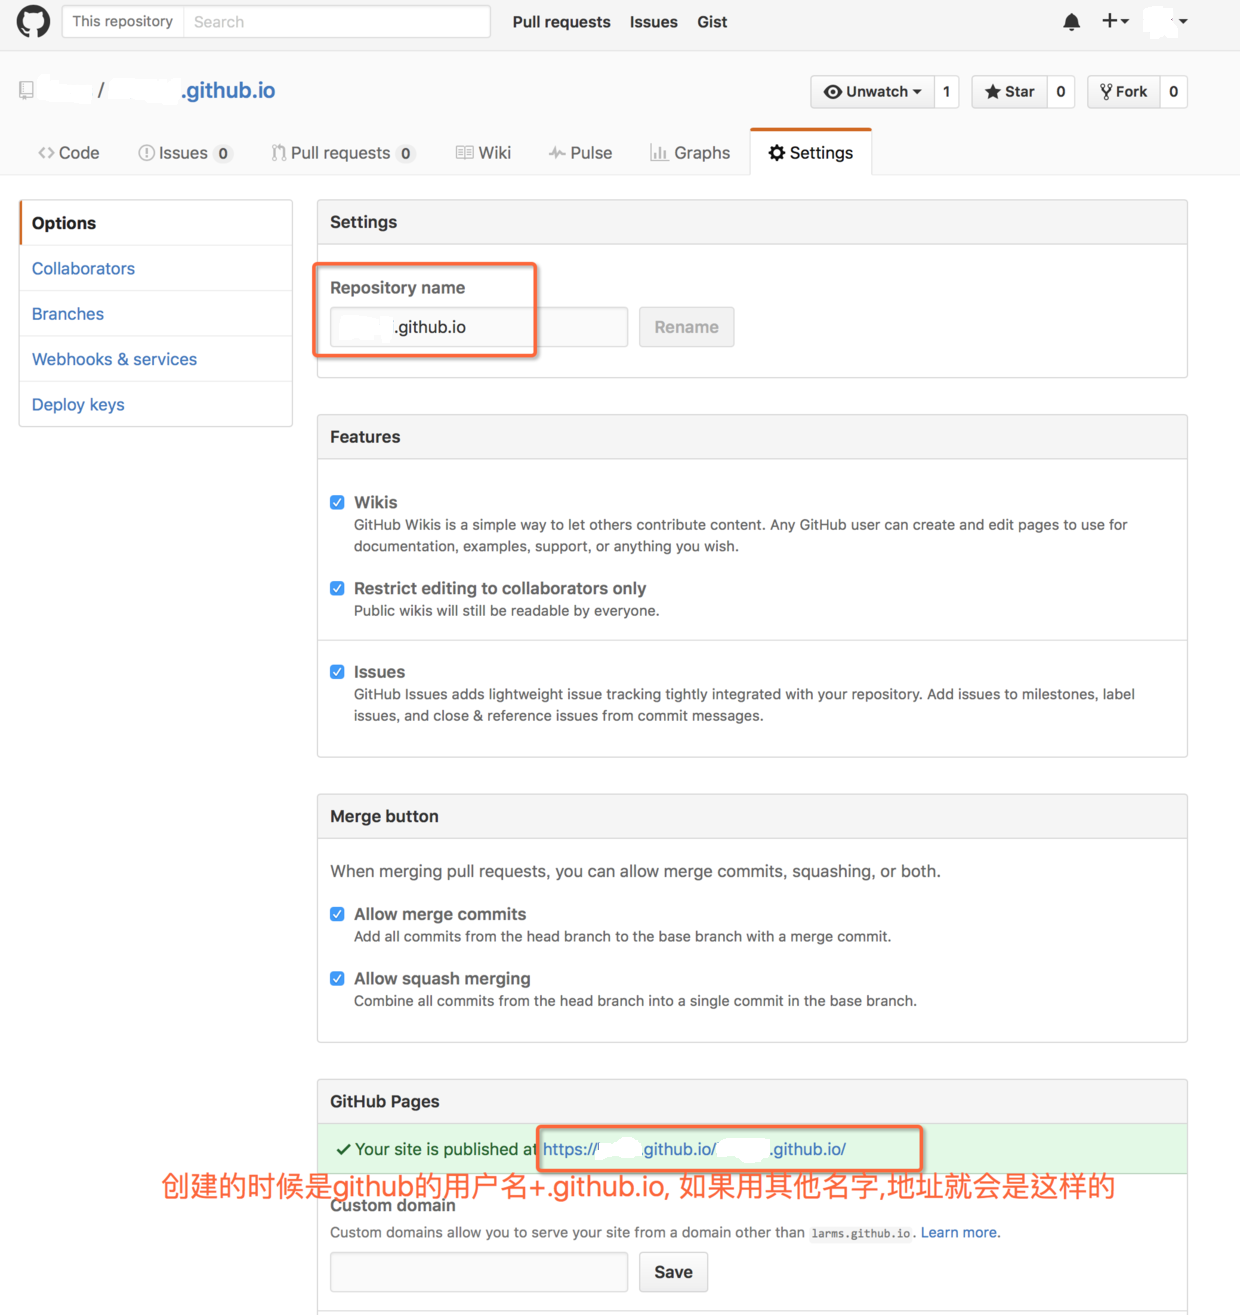 This repository Search Pull requests Issues Gist
/ .github.io Unwatch 1 Star 0 Fork 0
Code Issues 0 Pull requests 0 Wiki Pulse Graphs Settings
Options
Collaborators
Branches
Webhooks & services
Deploy keys
Settings
Repository name
.github.io Rename
Features
Wikis
GitHub Wikis is a simple way to let others contribute content. Any GitHub user can create and edit pages to use for
documentation, examples, support, or anything you wish.
Restrict editing to collaborators only
Public wikis will still be readable by everyone.
Issues
GitHub Issues adds lightweight issue tracking tightly integrated with your repository. Add issues to milestones, label
issues, and close & reference issues from commit messages.
Merge button
When merging pull requests, you can allow merge commits, squashing, or both.
Allow merge commits
Add all commits from the head branch to the base branch with a merge commit.
Allow squash merging
Combine all commits from the head branch into a single commit in the base branch.
GitHub Pages
Your site is published at https:// .github.io/ .github.io/
创建的时候是github的用户名+.github.io, 如果用其他名字,地址就会是这样的
Custom domain
Custom domains allow you to serve your site from a domain other than larms.github.io. Learn more.
Save